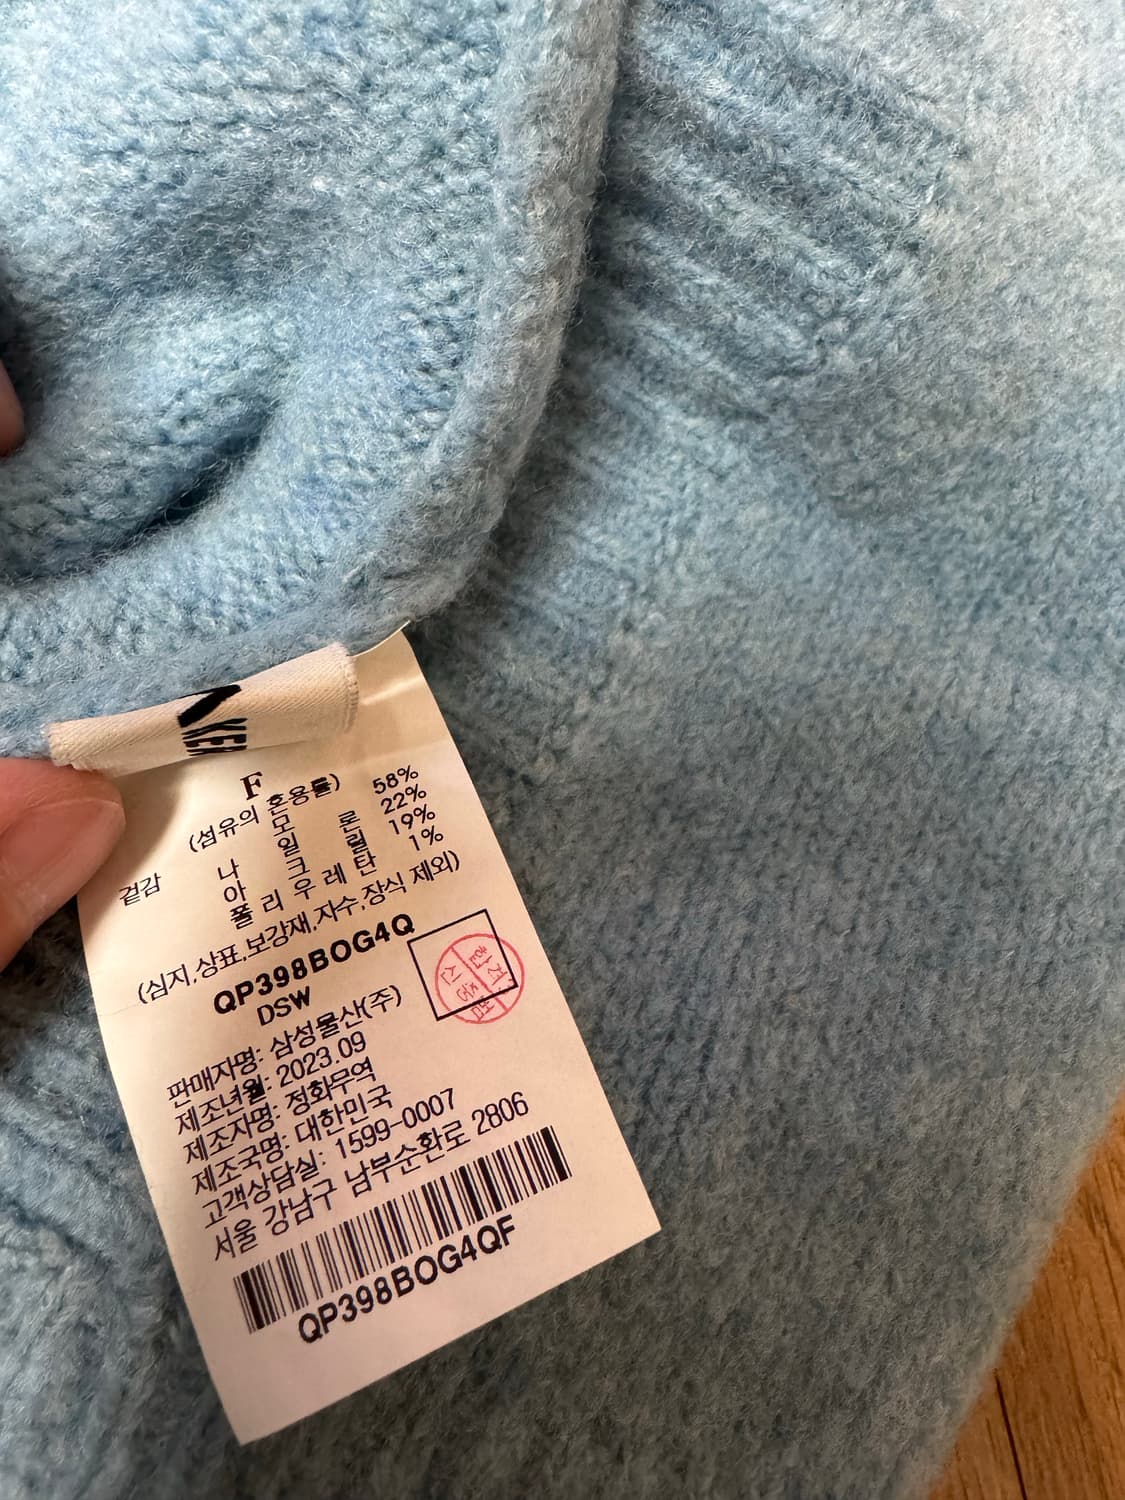 KEN
F
(섬유의 혼용률)
겉감 모 58%
나 일 론 22%
아 크 릴 19%
폴 리 우 레 탄 1%
(심지,상표,보강재,자수,장식 제외)
QP398BOG4Q
DSW
판매자명: 삼성물산(주)
제조년월: 2023.09
제조자명: 정화무역
제조국명: 대한민국
고객상담실: 1599-0007
서울 강남구 남부순환로 2806
QP398BOG4QF